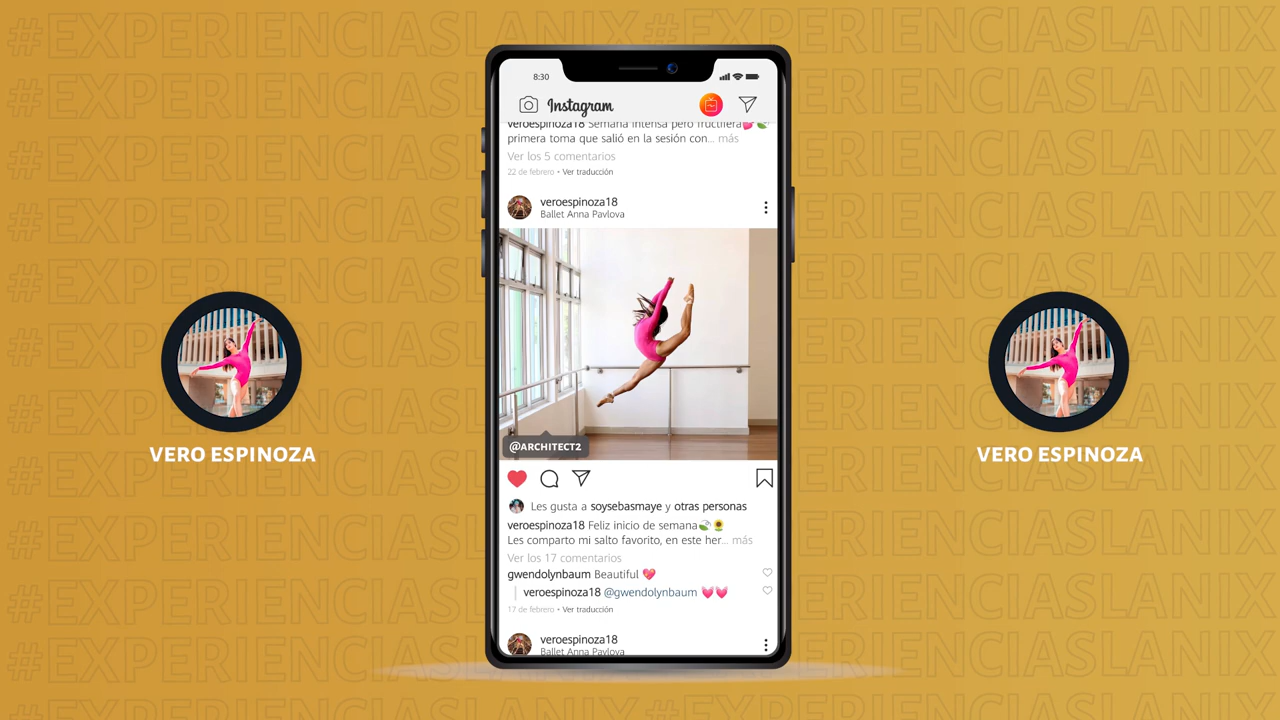 #EXPERIENCIASLANIX#EXPERIENCIASLANIX
8:30
Instagram
veroespinoza18 Semana intensa pero fructífera💕🍃
primera toma que salió en la sesión con... más
Ver los 5 comentarios
22 de febrero • Ver traducción
veroespinoza18
Ballet Anna Pavlova
@ARCHITECT2
Les gusta a soysebasmaye y otras personas
veroespinoza18 Feliz inicio de semana🍃🌻
Les comparto mi salto favorito, en este her... más
Ver los 17 comentarios
gwendolynbaum Beautiful 💖
veroespinoza18 @gwendolynbaum 💓💓
17 de febrero • Ver traducción
veroespinoza18
Ballet Anna Pavlova
VERO ESPINOZA
VERO ESPINOZA